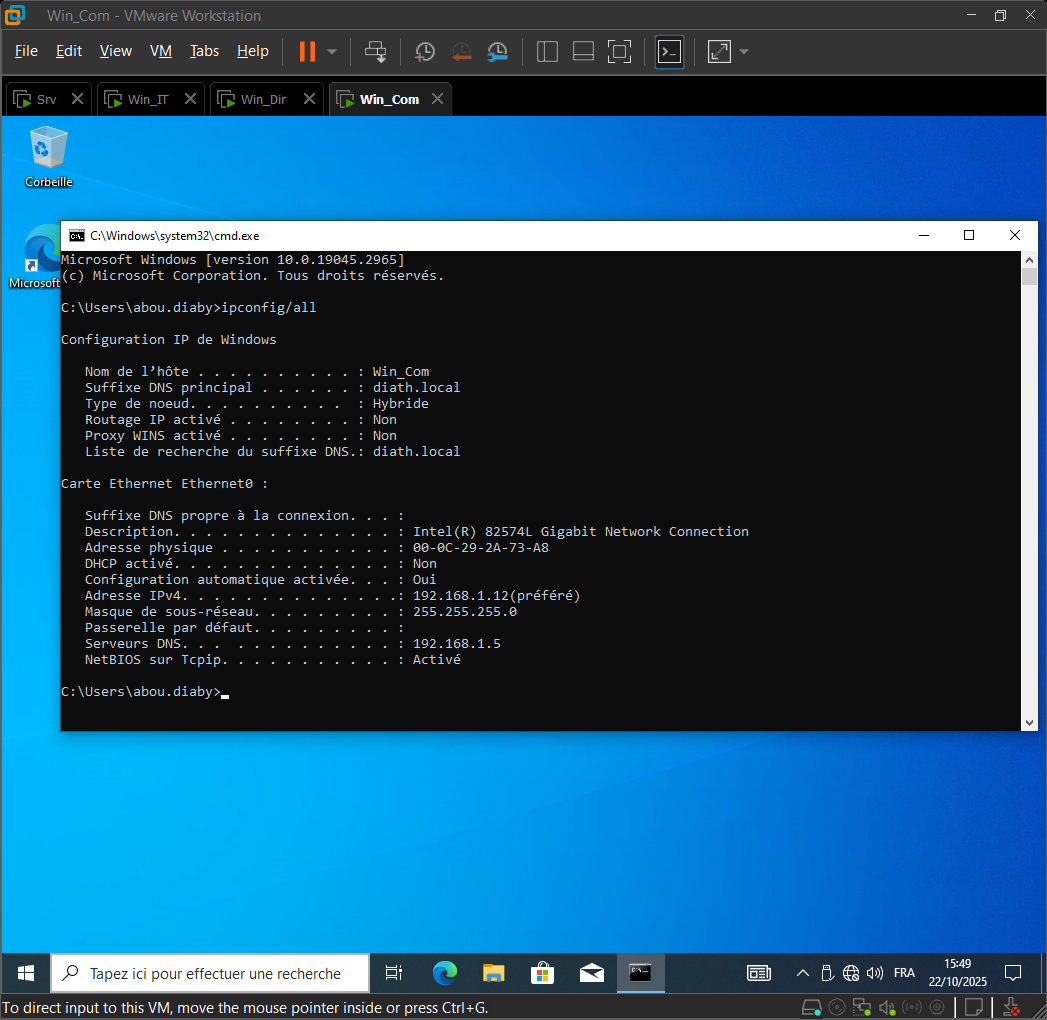 Win_Com - VMware Workstation
File Edit View VM Tabs Help
Srv Win_IT Win_Dir Win_Com
Corbeille
Microsoft
C:\Windows\system32\cmd.exe
Microsoft Windows [version 10.0.19045.2965]
(c) Microsoft Corporation. Tous droits réservés.
C:\Users\abou.diaby>ipconfig/all
Configuration IP de Windows
Nom de l’hôte . . . . . . . . . . : Win_Com
Suffixe DNS principal . . . . . . : diath.local
Type de noeud. . . . . . . . . . : Hybride
Routage IP activé . . . . . . . . : Non
Proxy WINS activé . . . . . . . . : Non
Liste de recherche du suffixe DNS.: diath.local
Carte Ethernet Ethernet0 :
Suffixe DNS propre à la connexion. . . :
Description. . . . . . . . . . . . . . : Intel(R) 82574L Gigabit Network Connection
Adresse physique . . . . . . . . . . . : 00-0C-29-2A-73-A8
DHCP activé. . . . . . . . . . . . . . : Non
Configuration automatique activée. . . : Oui
Adresse IPv4. . . . . . . . . . . . . .: 192.168.1.12(préféré)
Masque de sous-réseau. . . . . . . . . : 255.255.255.0
Passerelle par défaut. . . . . . . . . :
Serveurs DNS. . . . . . . . . . . . . : 192.168.1.5
NetBIOS sur Tcpip. . . . . . . . . . . : Activé
C:\Users\abou.diaby>
Tapez ici pour effectuer une recherche
FRA
15:49
22/10/2025
To direct input to this VM, move the mouse pointer inside or press Ctrl+G.